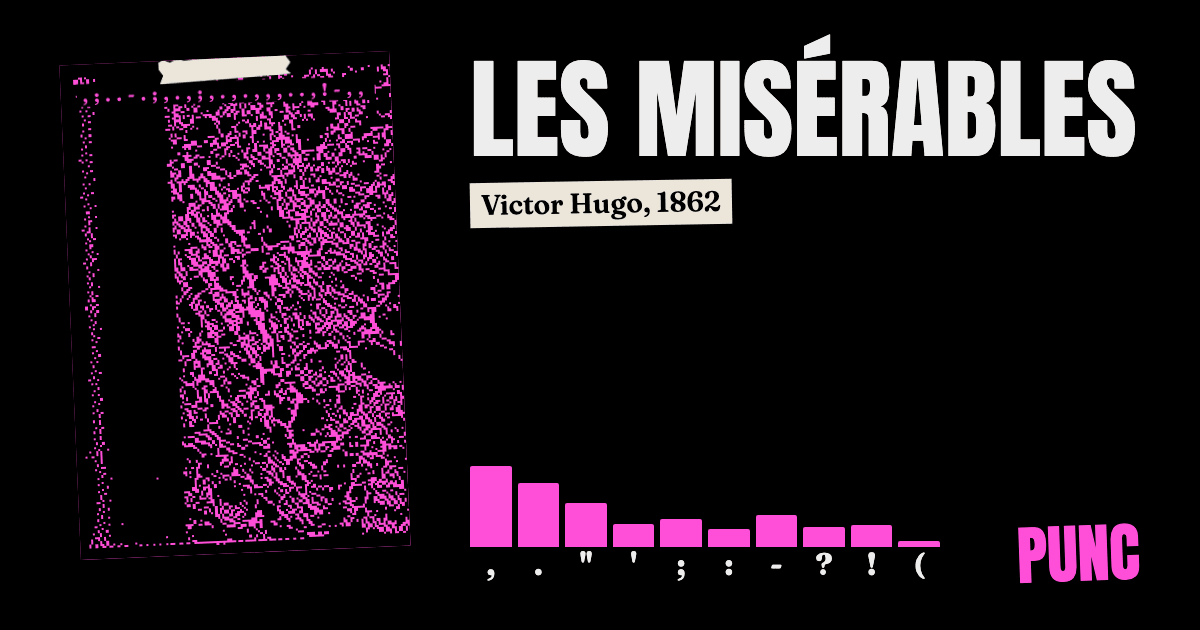 LES MISÉRABLES
Victor Hugo, 1862
, . " ' ; : - ? ! (
PUNC